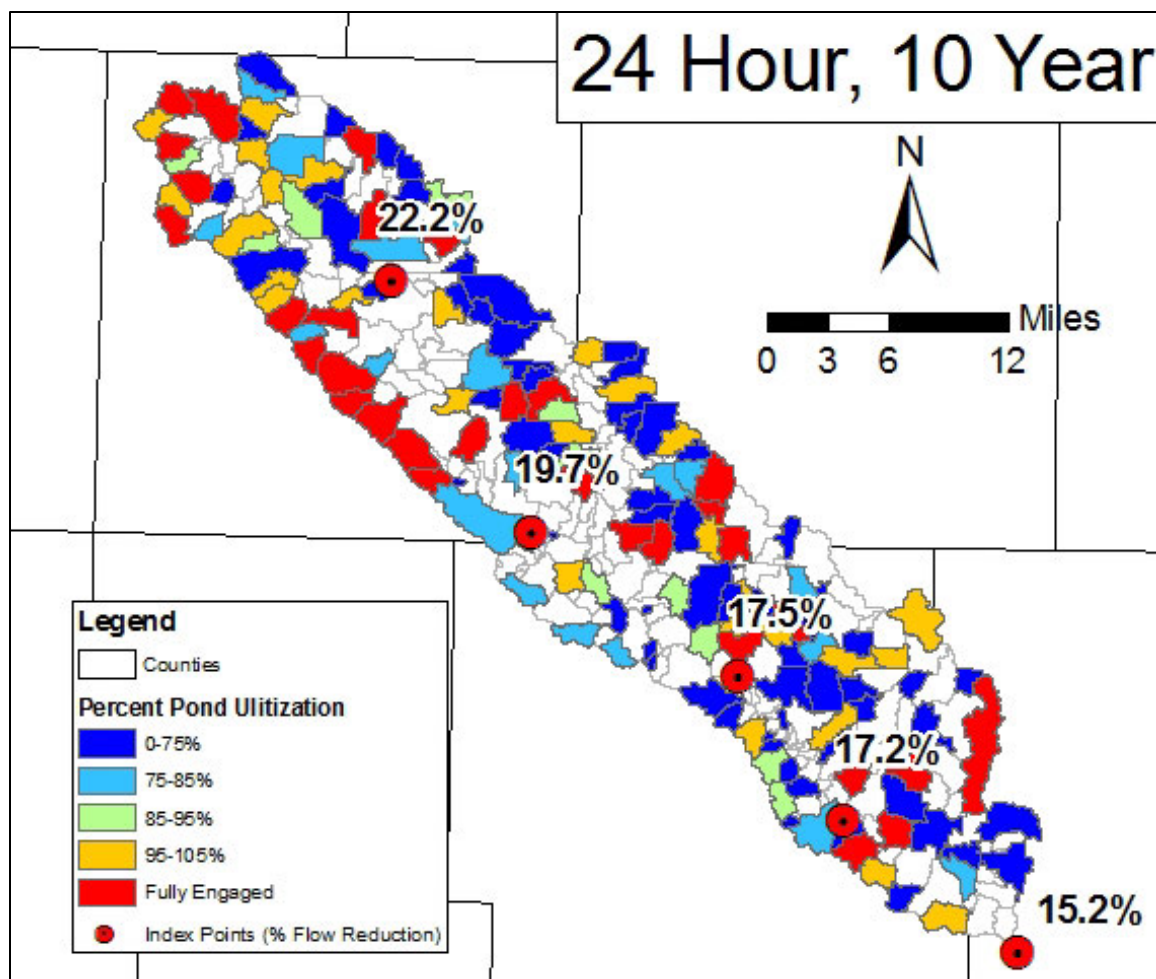 24 Hour, 10 Year
N
Miles
0 3 6 12
22.2%
19.7%
17.5%
17.2%
15.2%
Legend
Counties
Percent Pond Ulitization
0-75%
75-85%
85-95%
95-105%
Fully Engaged
Index Points (% Flow Reduction)